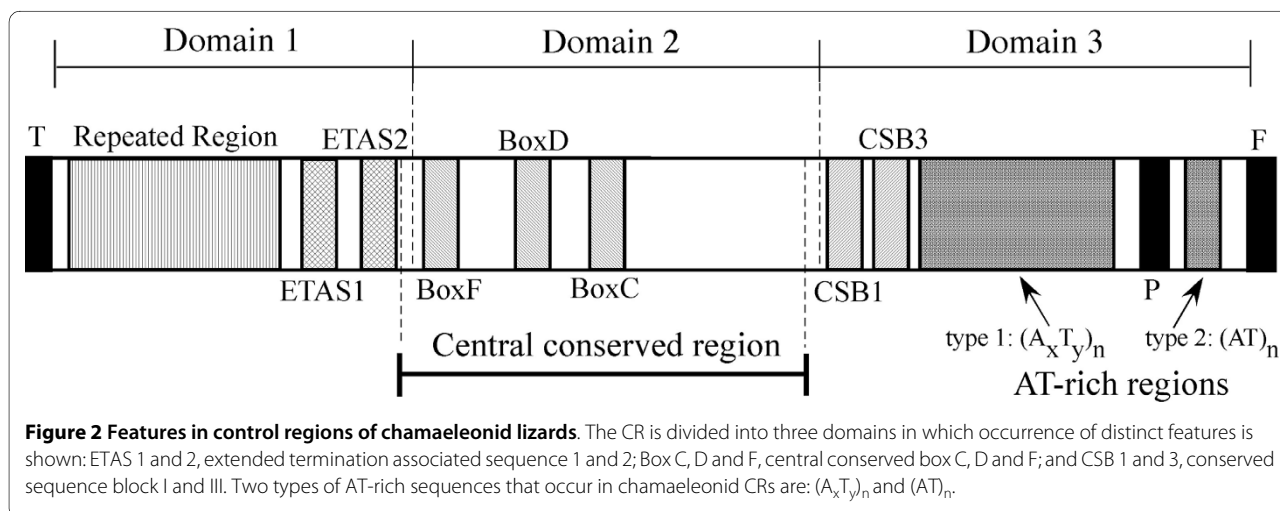 Domain 1 Domain 2 Domain 3
T Repeated Region ETAS2 BoxD CSB3 F
ETAS1 BoxF BoxC CSB1 P
type 1: (AxTy)n type 2: (AT)n
Central conserved region
AT-rich regions
Figure 2 Features in control regions of chamaeleonid lizards. The CR is divided into three domains in which occurrence of distinct features is
shown: ETAS 1 and 2, extended termination associated sequence 1 and 2; Box C, D and F, central conserved box C, D and F; and CSB 1 and 3, conserved
sequence block I and III. Two types of AT-rich sequences that occur in chamaeleonid CRs are: (AxTy)n and (AT)n.